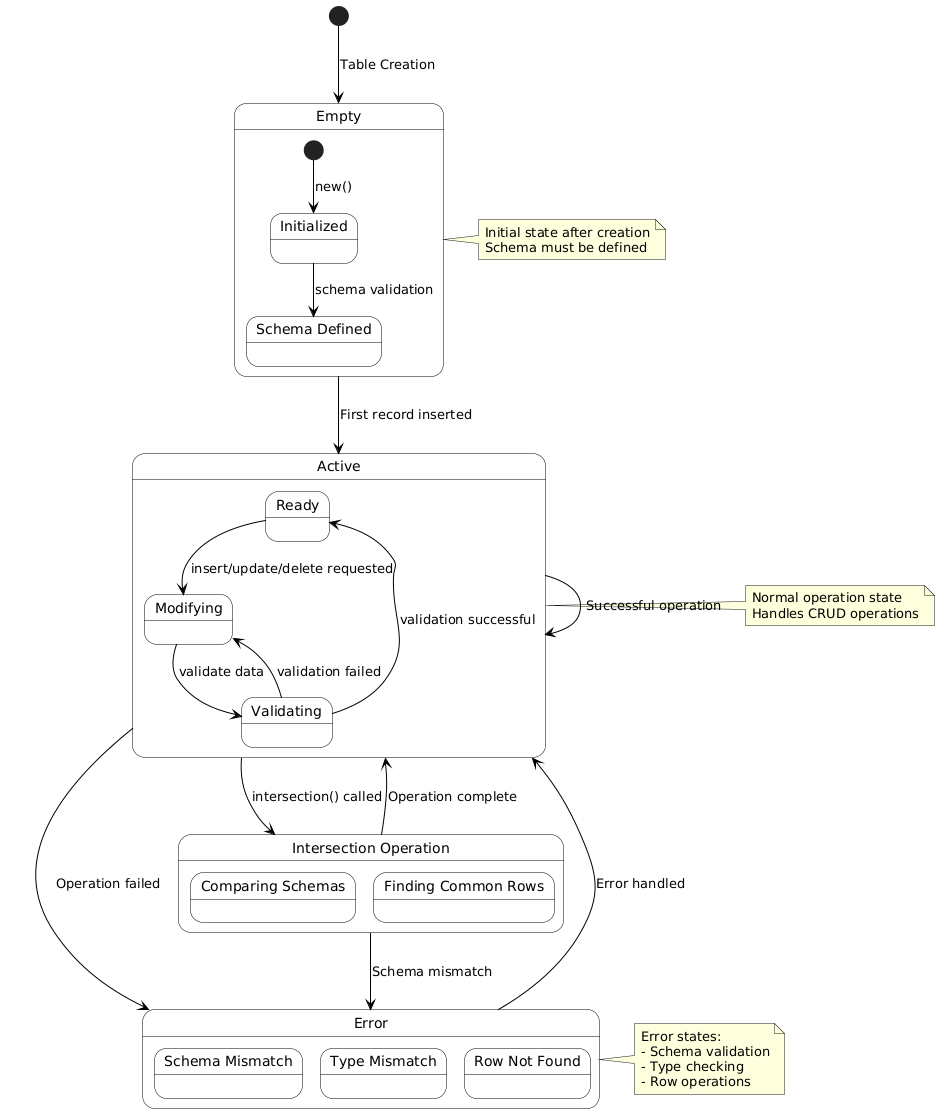 Table Creation
Empty
new()
Initialized
Initial state after creation
Schema must be defined
schema validation
Schema Defined
First record inserted
Active
Ready
insert/update/delete requested
Modifying
Normal operation state
Handles CRUD operations
Successful operation
validation successful
validate data
validation failed
Validating
intersection() called
Operation complete
Intersection Operation
Comparing Schemas
Finding Common Rows
Operation failed
Error handled
Schema mismatch
Error
Schema Mismatch
Type Mismatch
Row Not Found
Error states:
- Schema validation
- Type checking
- Row operations